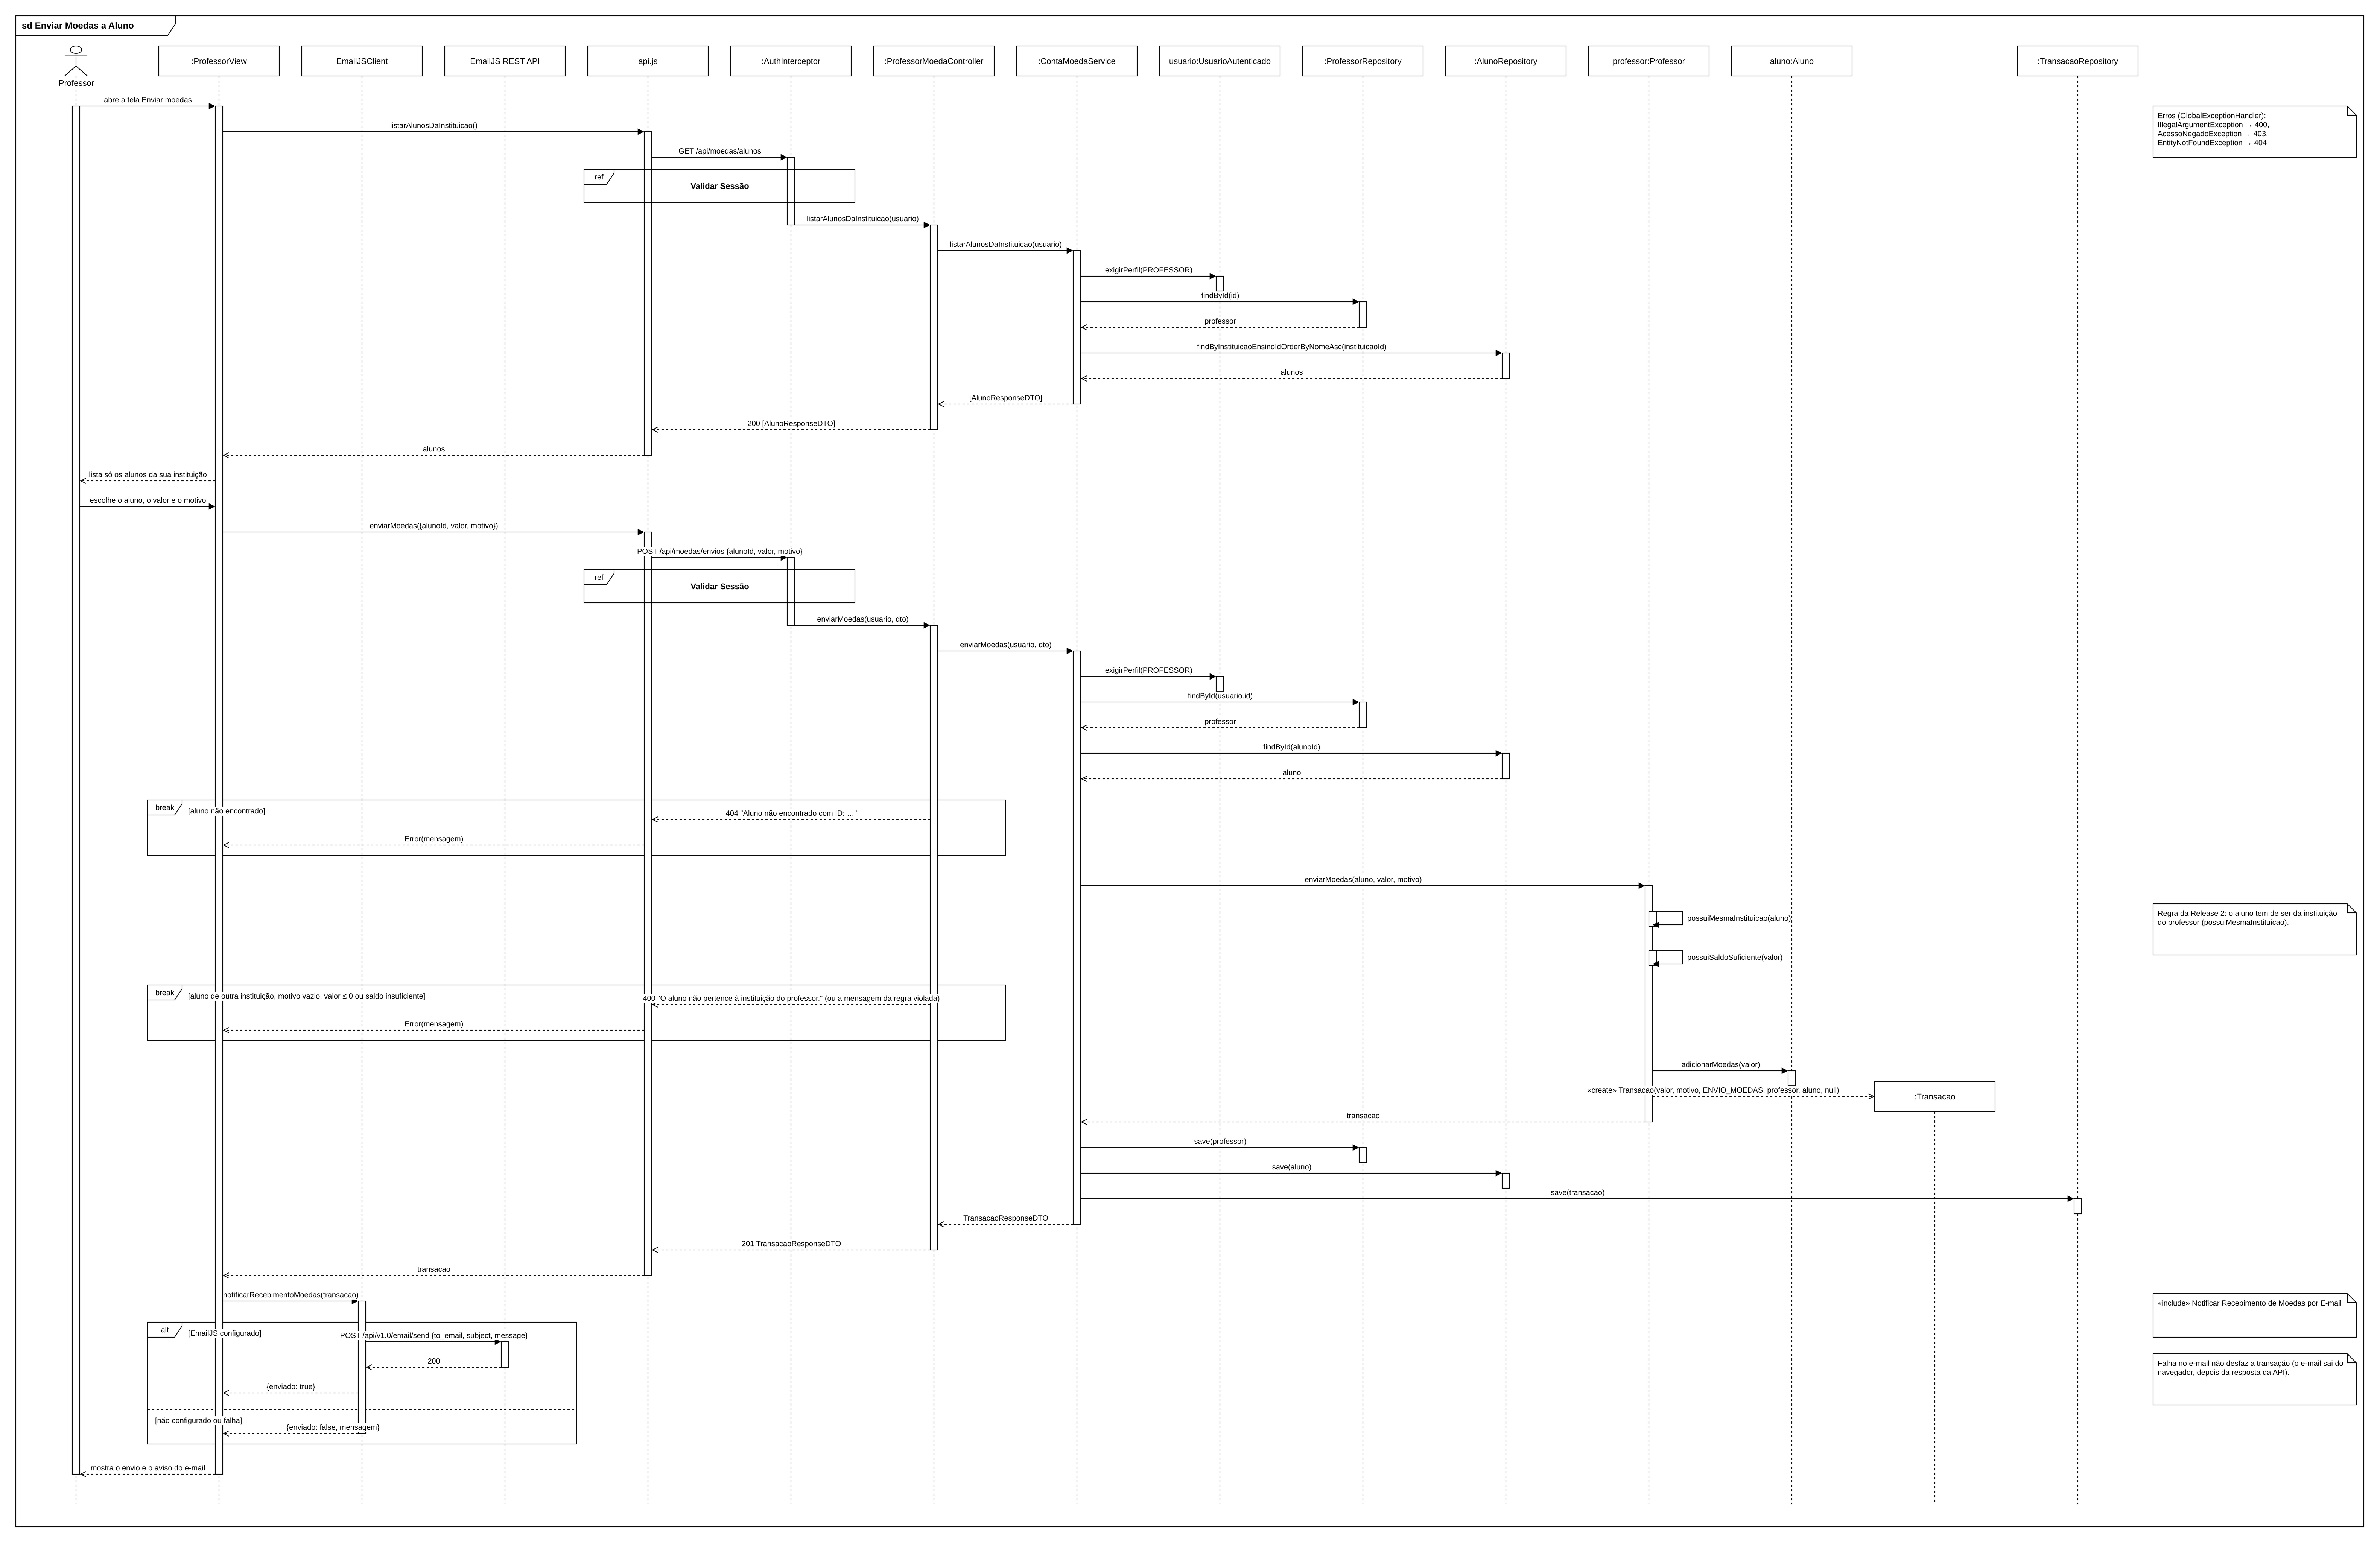 sd Enviar Moedas a Aluno
Professor
:ProfessorView
EmailJSClient
EmailJS REST API
api.js
:AuthInterceptor
:ProfessorMoedaController
:ContaMoedaService
usuario:UsuarioAutenticado
:ProfessorRepository
:AlunoRepository
professor:Professor
aluno:Aluno
:TransacaoRepository
abre a tela Enviar moedas
Erros (GlobalExceptionHandler):
IllegalArgumentException → 400,
AcessoNegadoException → 403,
EntityNotFoundException → 404
listarAlunosDaInstituicao()
GET /api/moedas/alunos
ref
Validar Sessão
listarAlunosDaInstituicao(usuario)
listarAlunosDaInstituicao(usuario)
exigirPerfil(PROFESSOR)
findById(id)
professor
findByInstituicaoEnsinoIdOrderByNomeAsc(instituicaoId)
alunos
[AlunoResponseDTO]
200 [AlunoResponseDTO]
alunos
lista só os alunos da sua instituição
escolhe o aluno, o valor e o motivo
enviarMoedas({alunoId, valor, motivo})
POST /api/moedas/envios {alunoId, valor, motivo}
ref
Validar Sessão
enviarMoedas(usuario, dto)
enviarMoedas(usuario, dto)
exigirPerfil(PROFESSOR)
findById(usuario.id)
professor
findById(alunoId)
aluno
break
[aluno não encontrado]
404 "Aluno não encontrado com ID: …"
Error(mensagem)
enviarMoedas(aluno, valor, motivo)
possuiMesmaInstituicao(aluno)
Regra da Release 2: o aluno tem de ser da instituição
do professor (possuiMesmaInstituicao).
possuiSaldoSuficiente(valor)
break
[aluno de outra instituição, motivo vazio, valor ≤ 0 ou saldo insuficiente]
400 "O aluno não pertence à instituição do professor." (ou a mensagem da regra violada)
Error(mensagem)
adicionarMoedas(valor)
«create» Transacao(valor, motivo, ENVIO_MOEDAS, professor, aluno, null)
:Transacao
transacao
save(professor)
save(aluno)
save(transacao)
TransacaoResponseDTO
201 TransacaoResponseDTO
transacao
notificarRecebimentoMoedas(transacao)
«include» Notificar Recebimento de Moedas por E-mail
alt
[EmailJS configurado]
POST /api/v1.0/email/send {to_email, subject, message}
200
Falha no e-mail não desfaz a transação (o e-mail sai do
navegador, depois da resposta da API).
{enviado: true}
[não configurado ou falha]
{enviado: false, mensagem}
mostra o envio e o aviso do e-mail